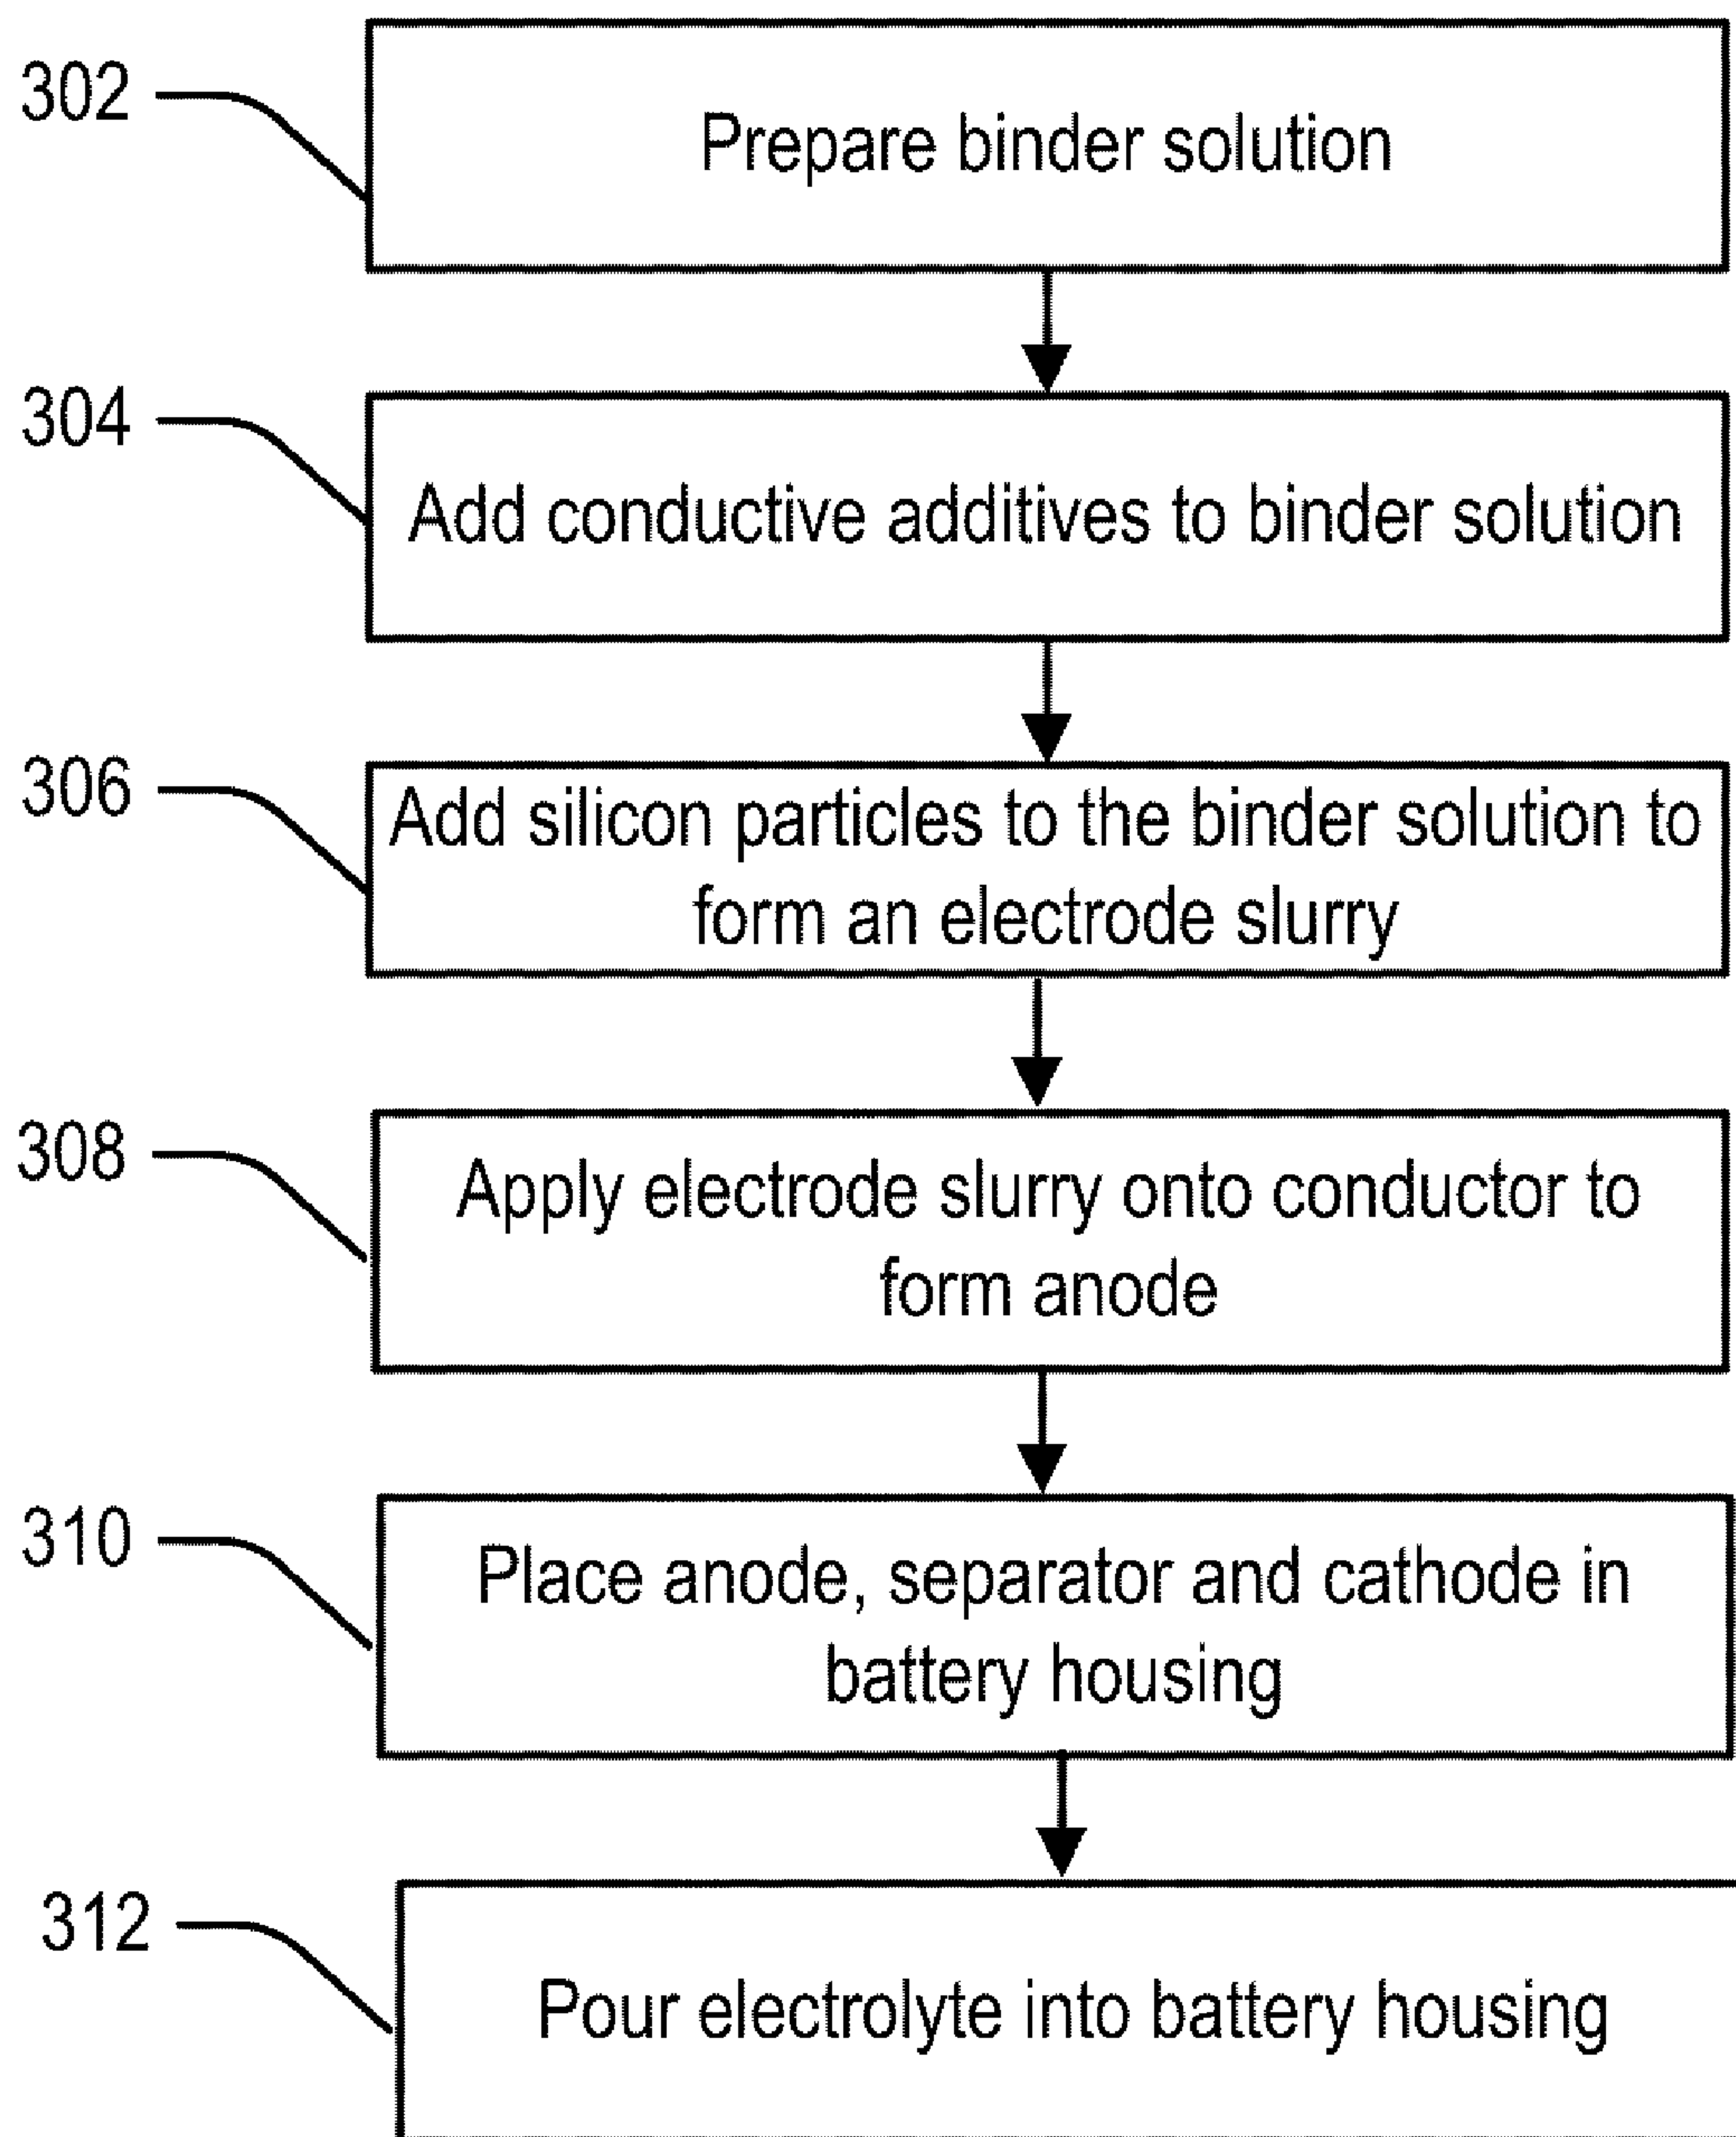 302
Prepare binder solution
304
Add conductive additives to binder solution
306
Add silicon particles to the binder solution to
form an electrode slurry
308
Apply electrode slurry onto conductor to
form anode
310
Place anode, separator and cathode in
battery housing
312
Pour electrolyte into battery housing